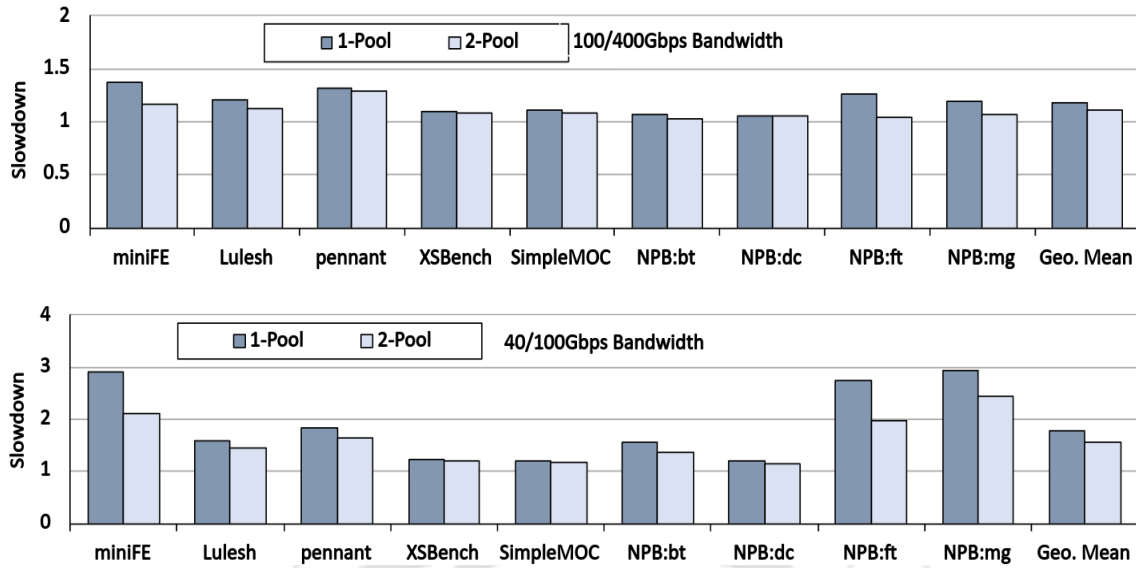 2
1-Pool 2-Pool 100/400Gbps Bandwidth
1.5
1
Slowdown
0.5
0
miniFE Lulesh pennant XSBench SimpleMOC NPB:bt NPB:dc NPB:ft NPB:mg Geo. Mean
4
1-Pool 2-Pool 40/100Gbps Bandwidth
3
2
Slowdown
1
0
miniFE Lulesh pennant XSBench SimpleMOC NPB:bt NPB:dc NPB:ft NPB:mg Geo. Mean